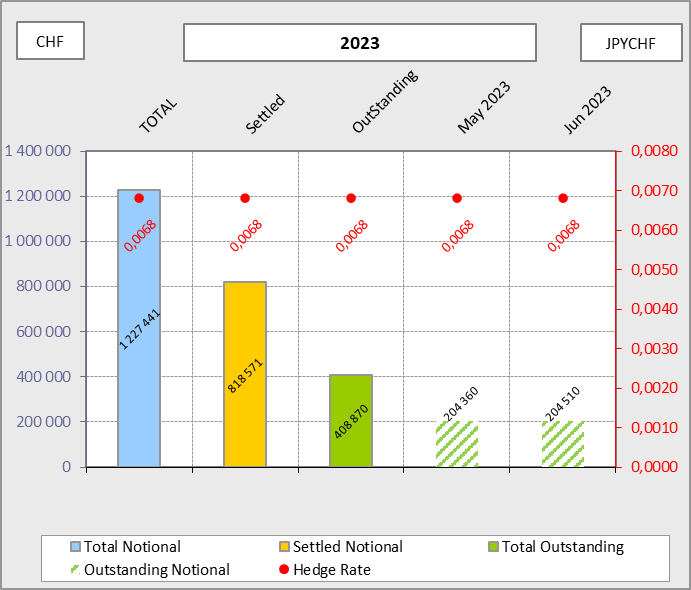 CHF
2023
JPYCHF
TOTAL
Settled
OutStanding
May 2023
Jun 2023
1 400 000
1 200 000
1 000 000
800 000
600 000
400 000
200 000
0
0,0080
0,0070
0,0060
0,0050
0,0040
0,0030
0,0020
0,0010
0,0000
0,0068
0,0068
0,0068
0,0068
0,0068
1 227 441
818 571
408 870
204 360
204 510
Total Notional
Settled Notional
Total Outstanding
Outstanding Notional
Hedge Rate